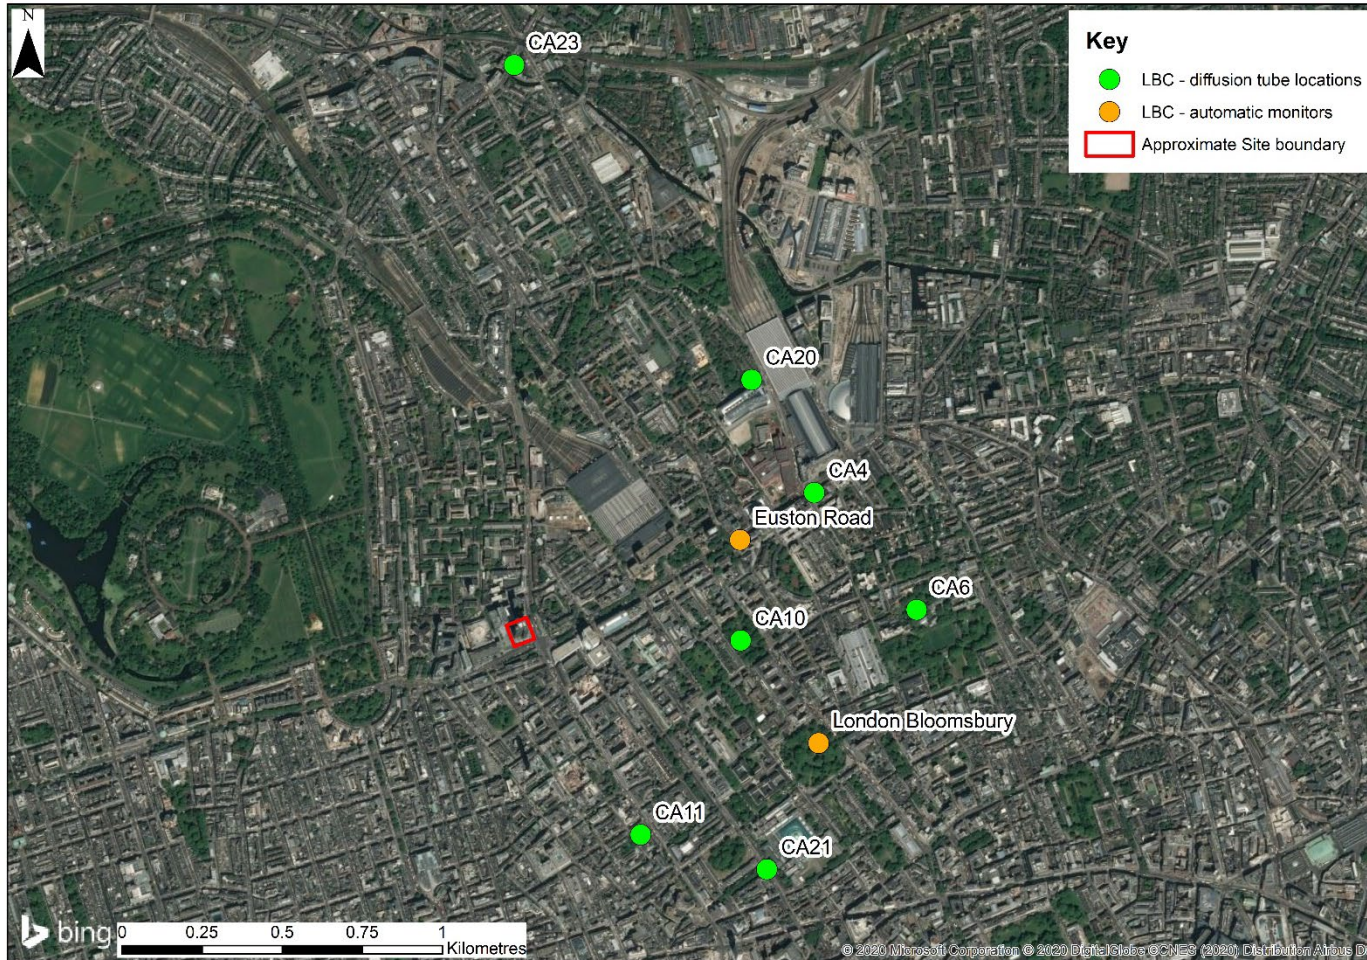 N
CA23
Key
LBC - diffusion tube locations
LBC - automatic monitors
Approximate Site boundary
CA20
CA4
Euston Road
CA6
CA10
London Bloomsbury
CA11
CA21
bing
0 0.25 0.5 0.75 1
Kilometres
© 2020 Microsoft Corporation © 2020 DigitalGlobe ©CNES (2020) Distribution Airbus D